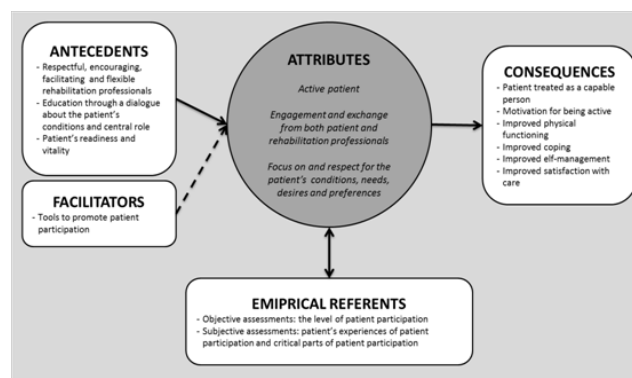 ANTECEDENTS
- Respectful, encouraging,
facilitating and flexible
rehabilitation professionals
- Education through a dialogue
about the patient's
conditions and central role
- Patient's readiness and
vitality
FACILITATORS
- Tools to promote patient
participation
ATTRIBUTES
Active patient
Engagement and exchange
from both patient and
rehabilitation professionals
Focus on and respect for the
patient's conditions, needs,
desires and preferences
CONSEQUENCES
- Patient treated as a capable
person
- Motivation for being active
- Improved physical
functioning
- Improved coping
- Improved elf-management
- Improved satisfaction with
care
EMIPRICAL REFERENTS
- Objective assessments: the level of patient participation
- Subjective assessments: patient's experiences of patient
participation and critical parts of patient participation